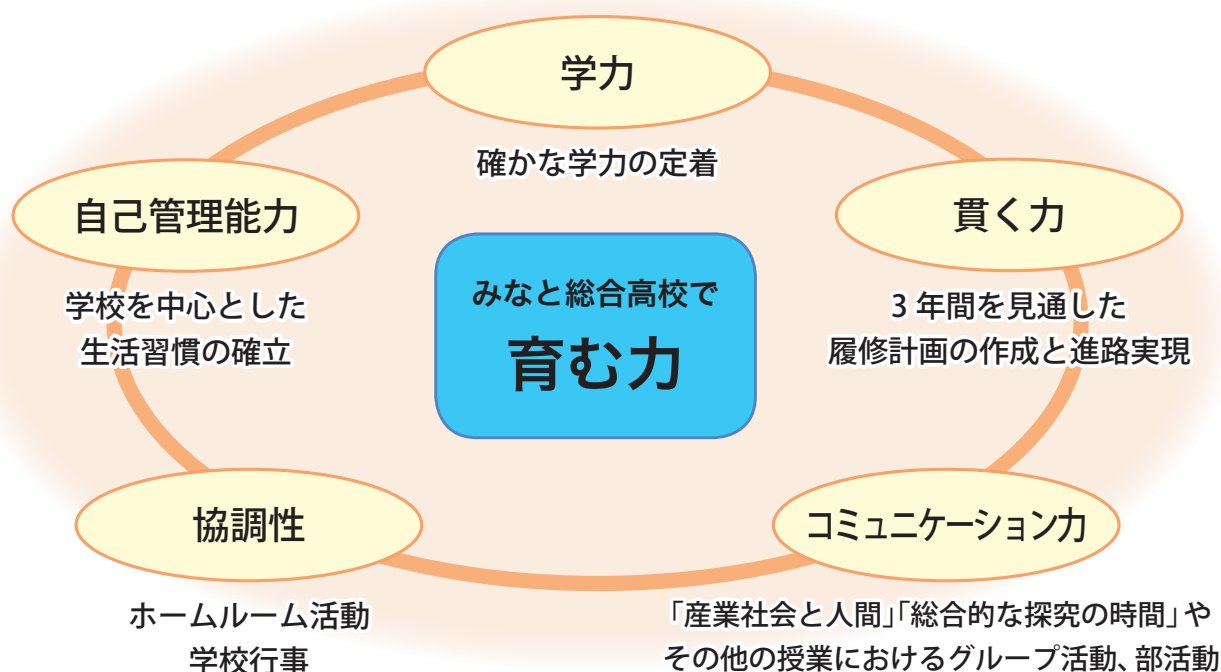 学力
確かな学力の定着
自己管理能力
学校を中心とした
生活習慣の確立
みなと総合高校で
育む力
貫く力
3年間を見通した
履修計画の作成と進路実現
協調性
ホームルーム活動
学校行事
コミュニケーション力
「産業社会と人間」「総合的な探究の時間」や
その他の授業におけるグループ活動、部活動